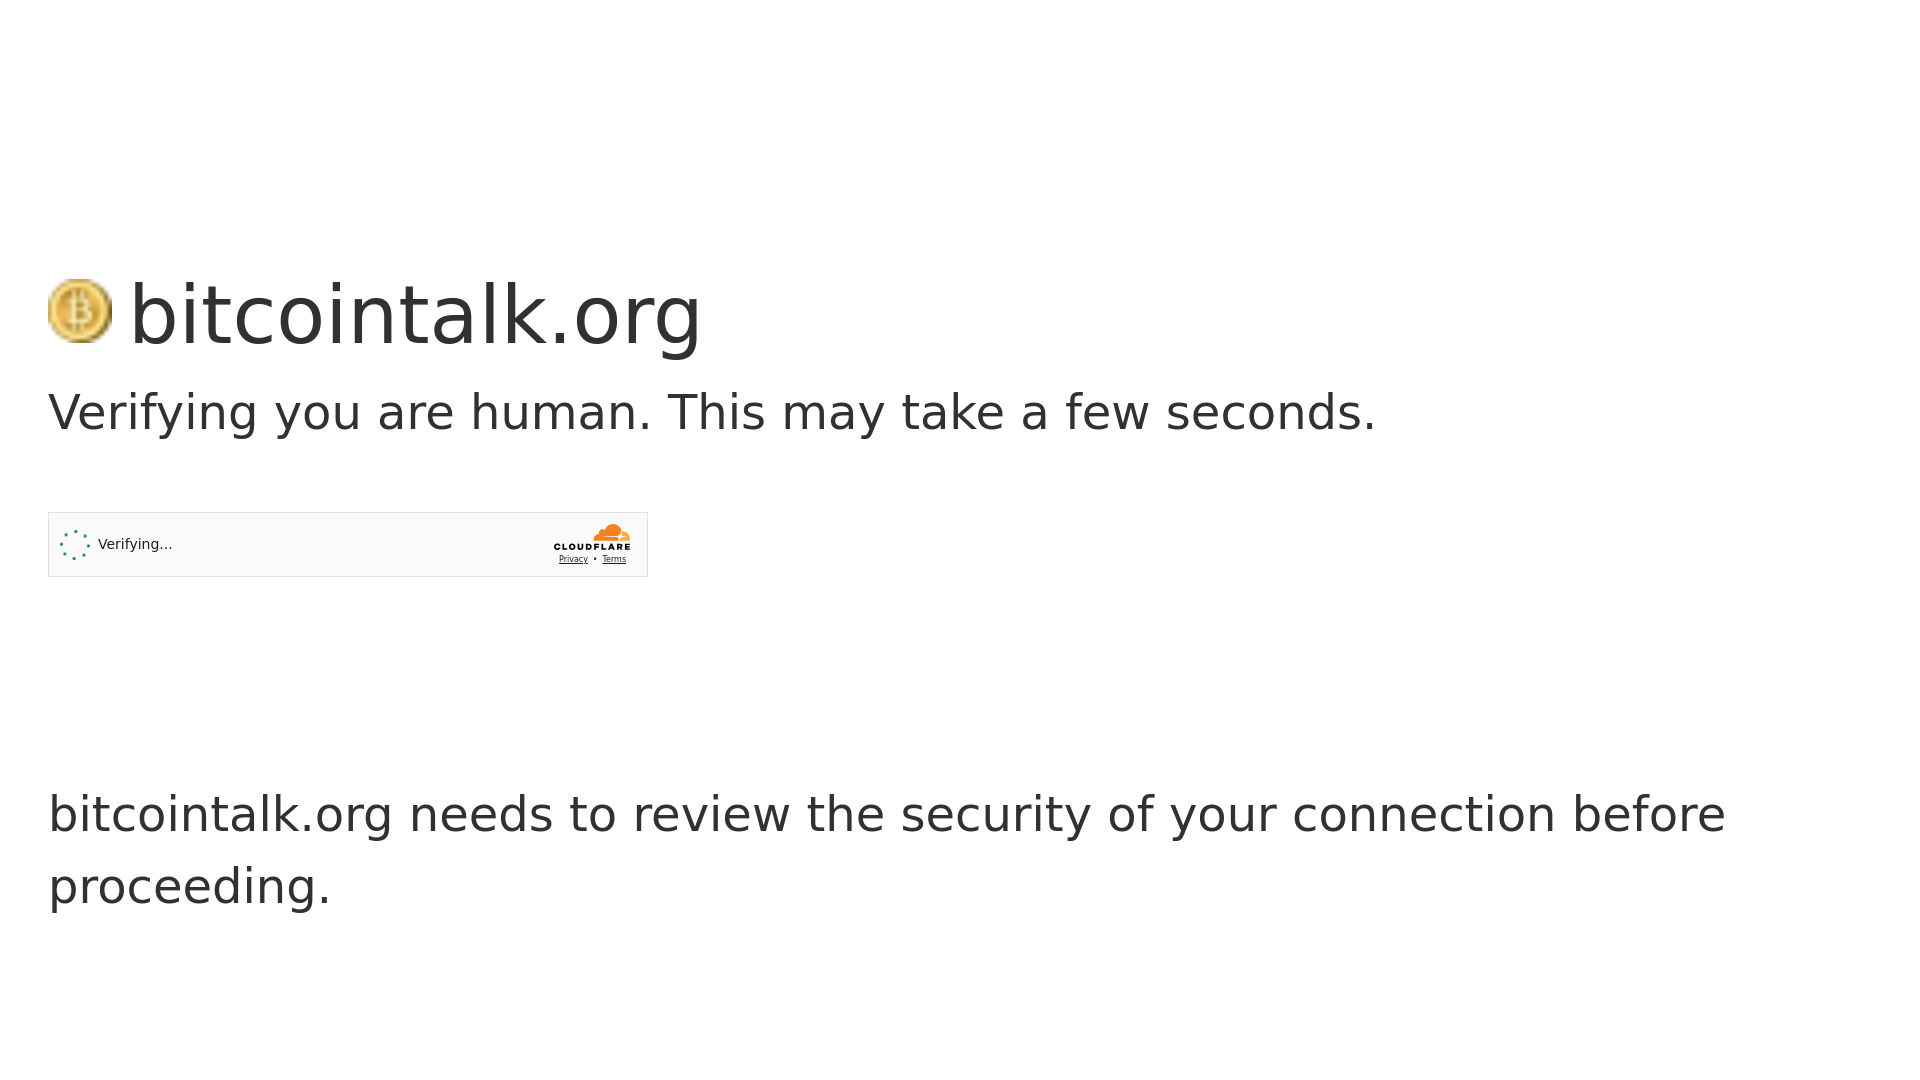 bitcointalk.org
Verifying you are human. This may take a few seconds.
Verifying...
CLOUDFLARE
Privacy • Terms
bitcointalk.org needs to review the security of your connection before
proceeding.